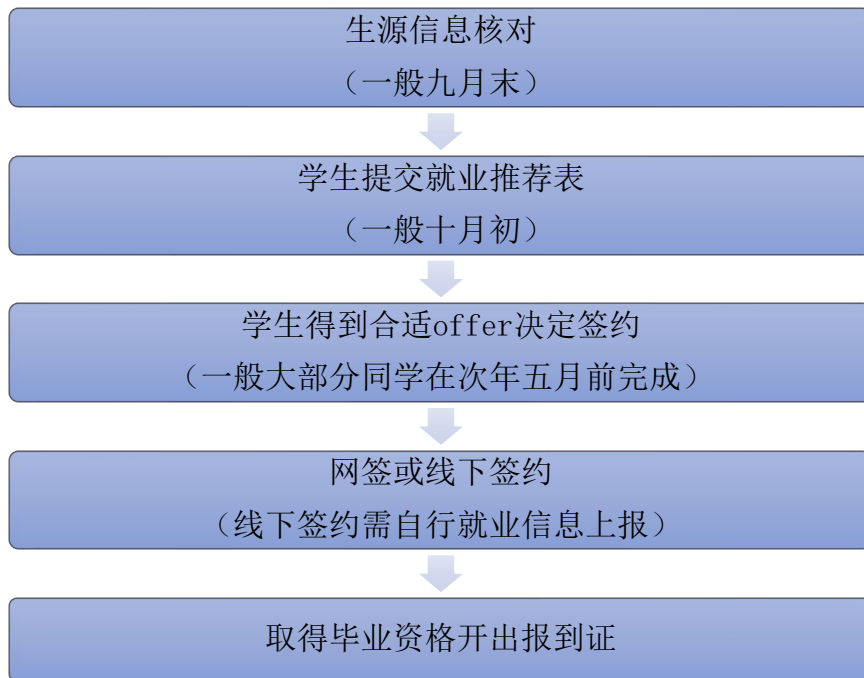 生源信息核对
（一般九月末）
学生提交就业推荐表
（一般十月初）
学生得到合适offer决定签约
（一般大部分同学在次年五月前完成）
网签或线下签约
（线下签约需自行就业信息上报）
取得毕业资格开出报到证